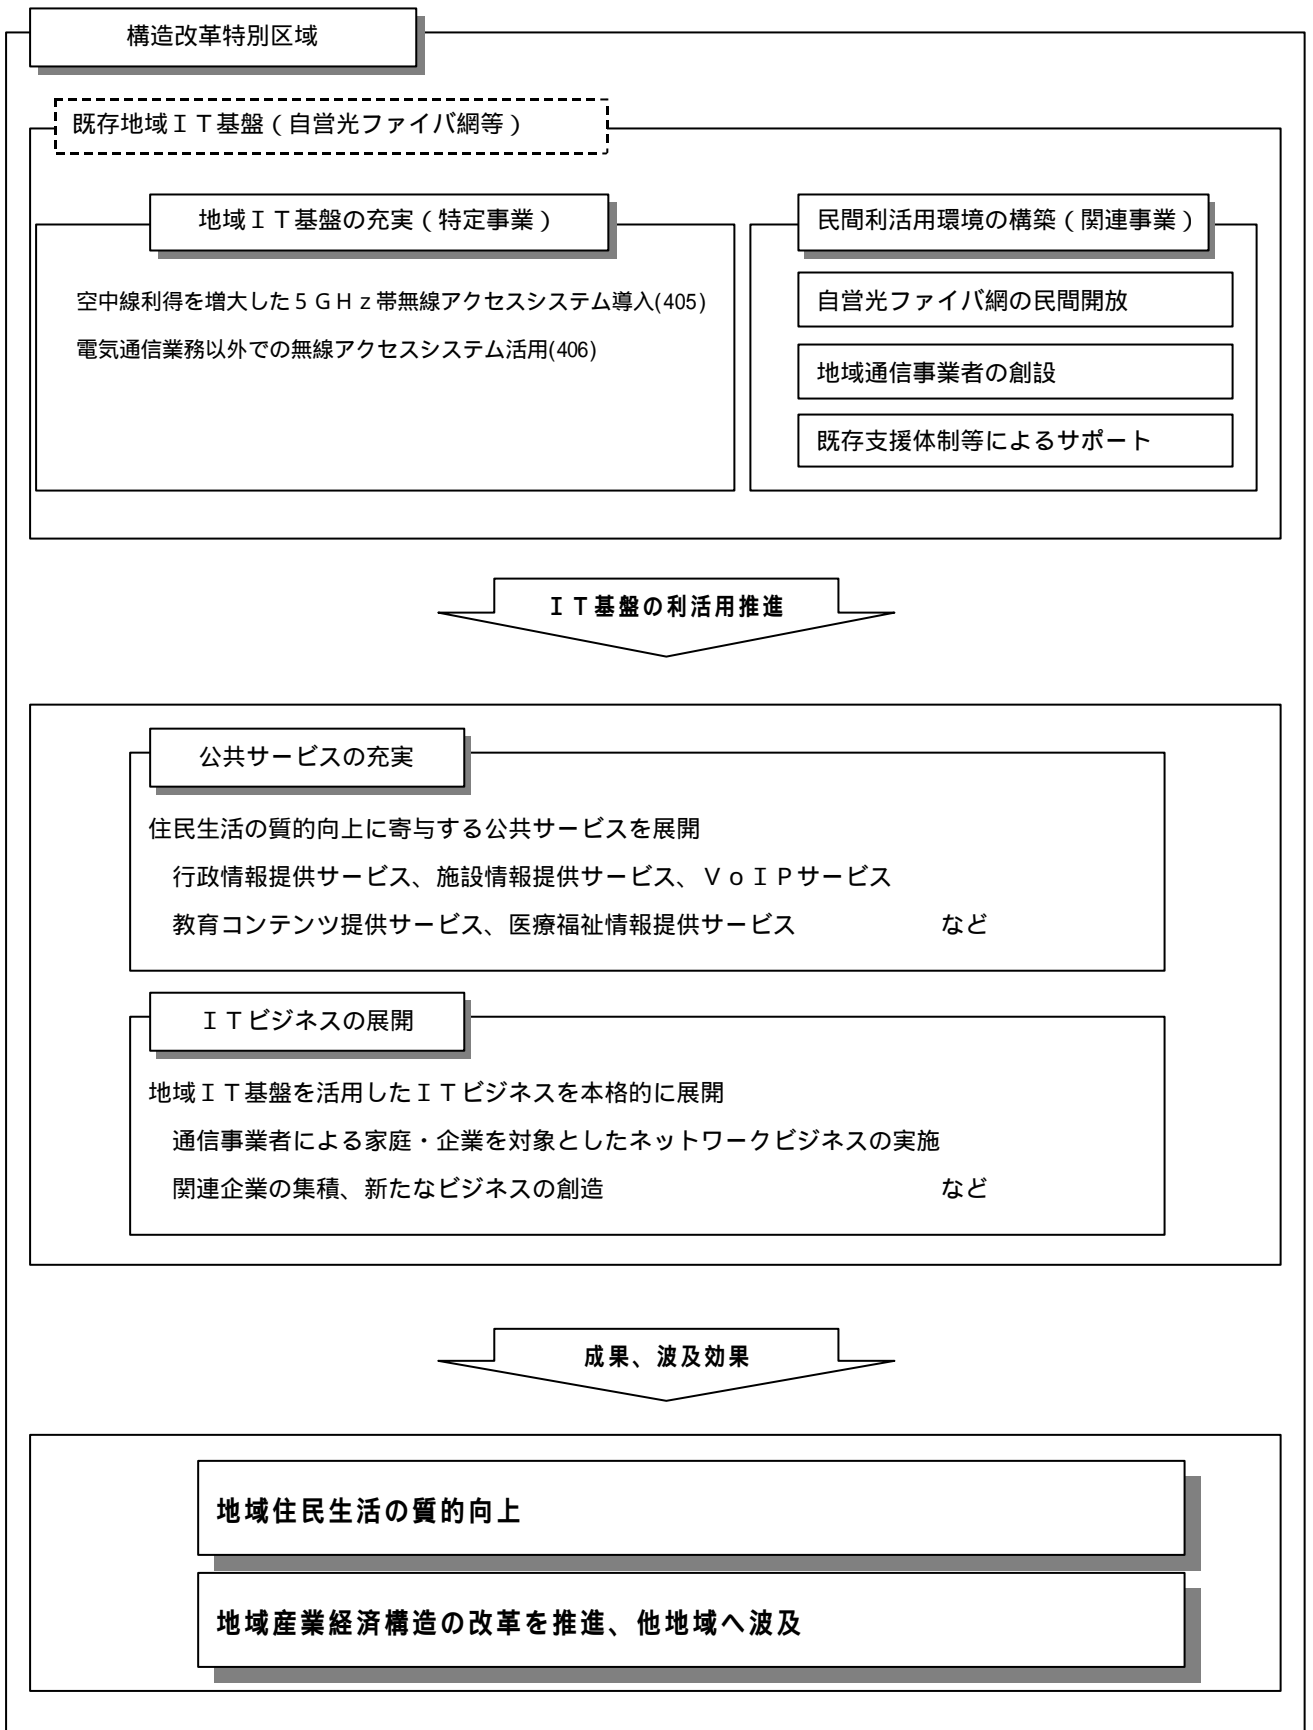 構造改革特別区域
既存地域ＩＴ基盤（自営光ファイバ網等）
地域ＩＴ基盤の充実（特定事業）
空中線利得を増大した５ＧＨｚ帯無線アクセスシステム導入(405)
電気通信業務以外での無線アクセスシステム活用(406)
民間利活用環境の構築（関連事業）
自営光ファイバ網の民間開放
地域通信事業者の創設
既存支援体制等によるサポート
ＩＴ基盤の利活用推進
公共サービスの充実
住民生活の質的向上に寄与する公共サービスを展開
行政情報提供サービス、施設情報提供サービス、ＶｏＩＰサービス
教育コンテンツ提供サービス、医療福祉情報提供サービス　　　　　　など
ＩＴビジネスの展開
地域ＩＴ基盤を活用したＩＴビジネスを本格的に展開
通信事業者による家庭・企業を対象としたネットワークビジネスの実施
関連企業の集積、新たなビジネスの創造　　　　　　　　　　　　　　など
成果、波及効果
地域住民生活の質的向上
地域産業経済構造の改革を推進、他地域へ波及